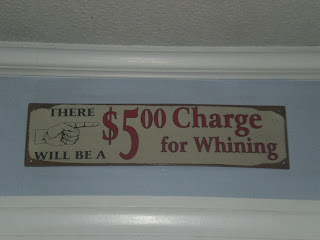 THERE
WILL BE A
$5.00 Charge
for Whining